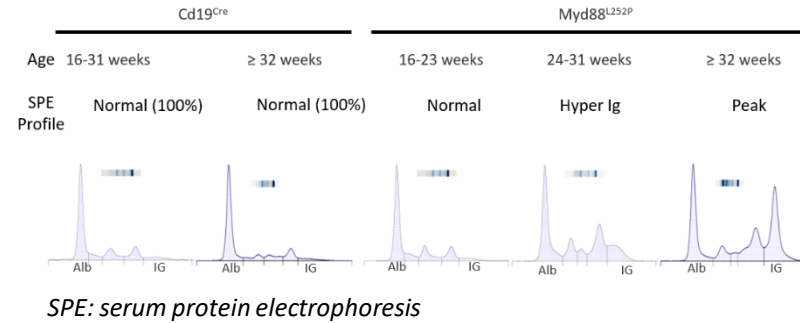 Cd19Cre Myd88L252P
Age 16-31 weeks ≥ 32 weeks 16-23 weeks 24-31 weeks ≥ 32 weeks
SPE Profile Normal (100%) Normal (100%) Normal Hyper Ig Peak
Alb IG Alb IG Alb IG Alb IG Alb IG
SPE: serum protein electrophoresis